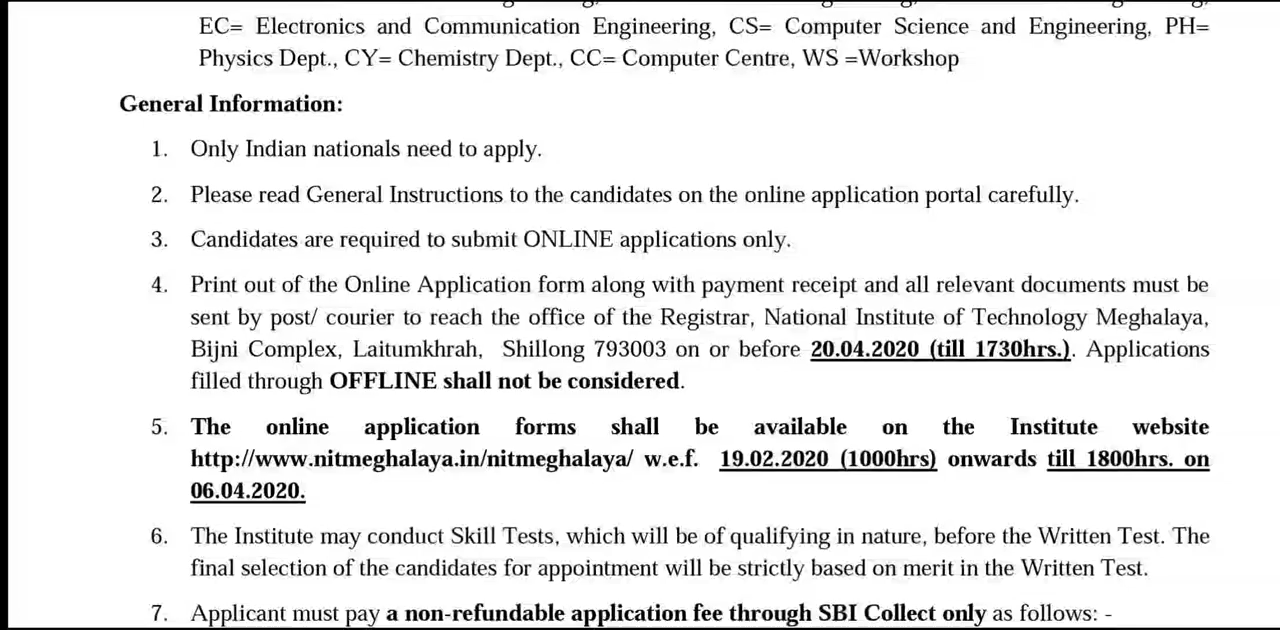 EC= Electronics and Communication Engineering, CS= Computer Science and Engineering, PH=
Physics Dept., CY= Chemistry Dept., CC= Computer Centre, WS =Workshop
General Information:
1. Only Indian nationals need to apply.
2. Please read General Instructions to the candidates on the online application portal carefully.
3. Candidates are required to submit ONLINE applications only.
4. Print out of the Online Application form along with payment receipt and all relevant documents must be
sent by post/ courier to reach the office of the Registrar, National Institute of Technology Meghalaya,
Bijni Complex, Laitumkhrah, Shillong 793003 on or before 20.04.2020 (till 1730hrs.). Applications
filled through OFFLINE shall not be considered.
5. The online application forms shall be available on the Institute website
http://www.nitmeghalaya.in/nitmeghalaya/ w.e.f. 19.02.2020 (1000hrs) onwards till 1800hrs. on
06.04.2020.
6. The Institute may conduct Skill Tests, which will be of qualifying in nature, before the Written Test. The
final selection of the candidates for appointment will be strictly based on merit in the Written Test.
7. Applicant must pay a non-refundable application fee through SBI Collect only as follows: -